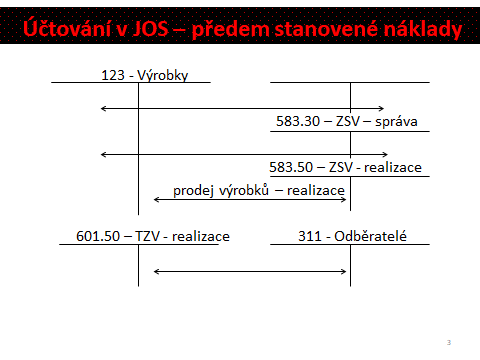 Účtování v JOS – předem stanovené náklady
123 - Výrobky
583.30 – ZSV – správa
583.50 – ZSV - realizace
prodej výrobků – realizace
601.50 – TZV - realizace
311 - Odběratelé
3